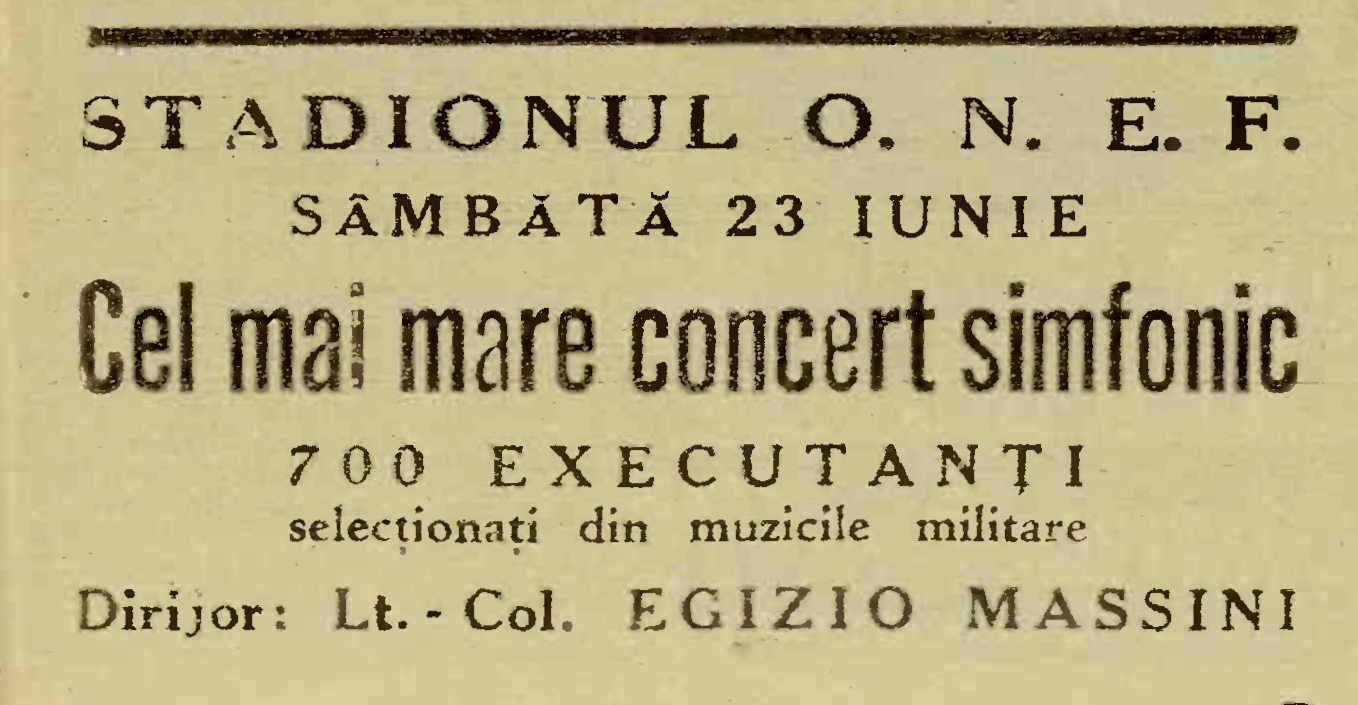 STADIONUL O. N. E. F.
SÂMBĂTĂ 23 IUNIE
Cel mai mare concert simfonic
700 EXECUTANȚI
selecționați din muzicile militare
Dirijor: Lt.-Col. EGIZIO MASSINI